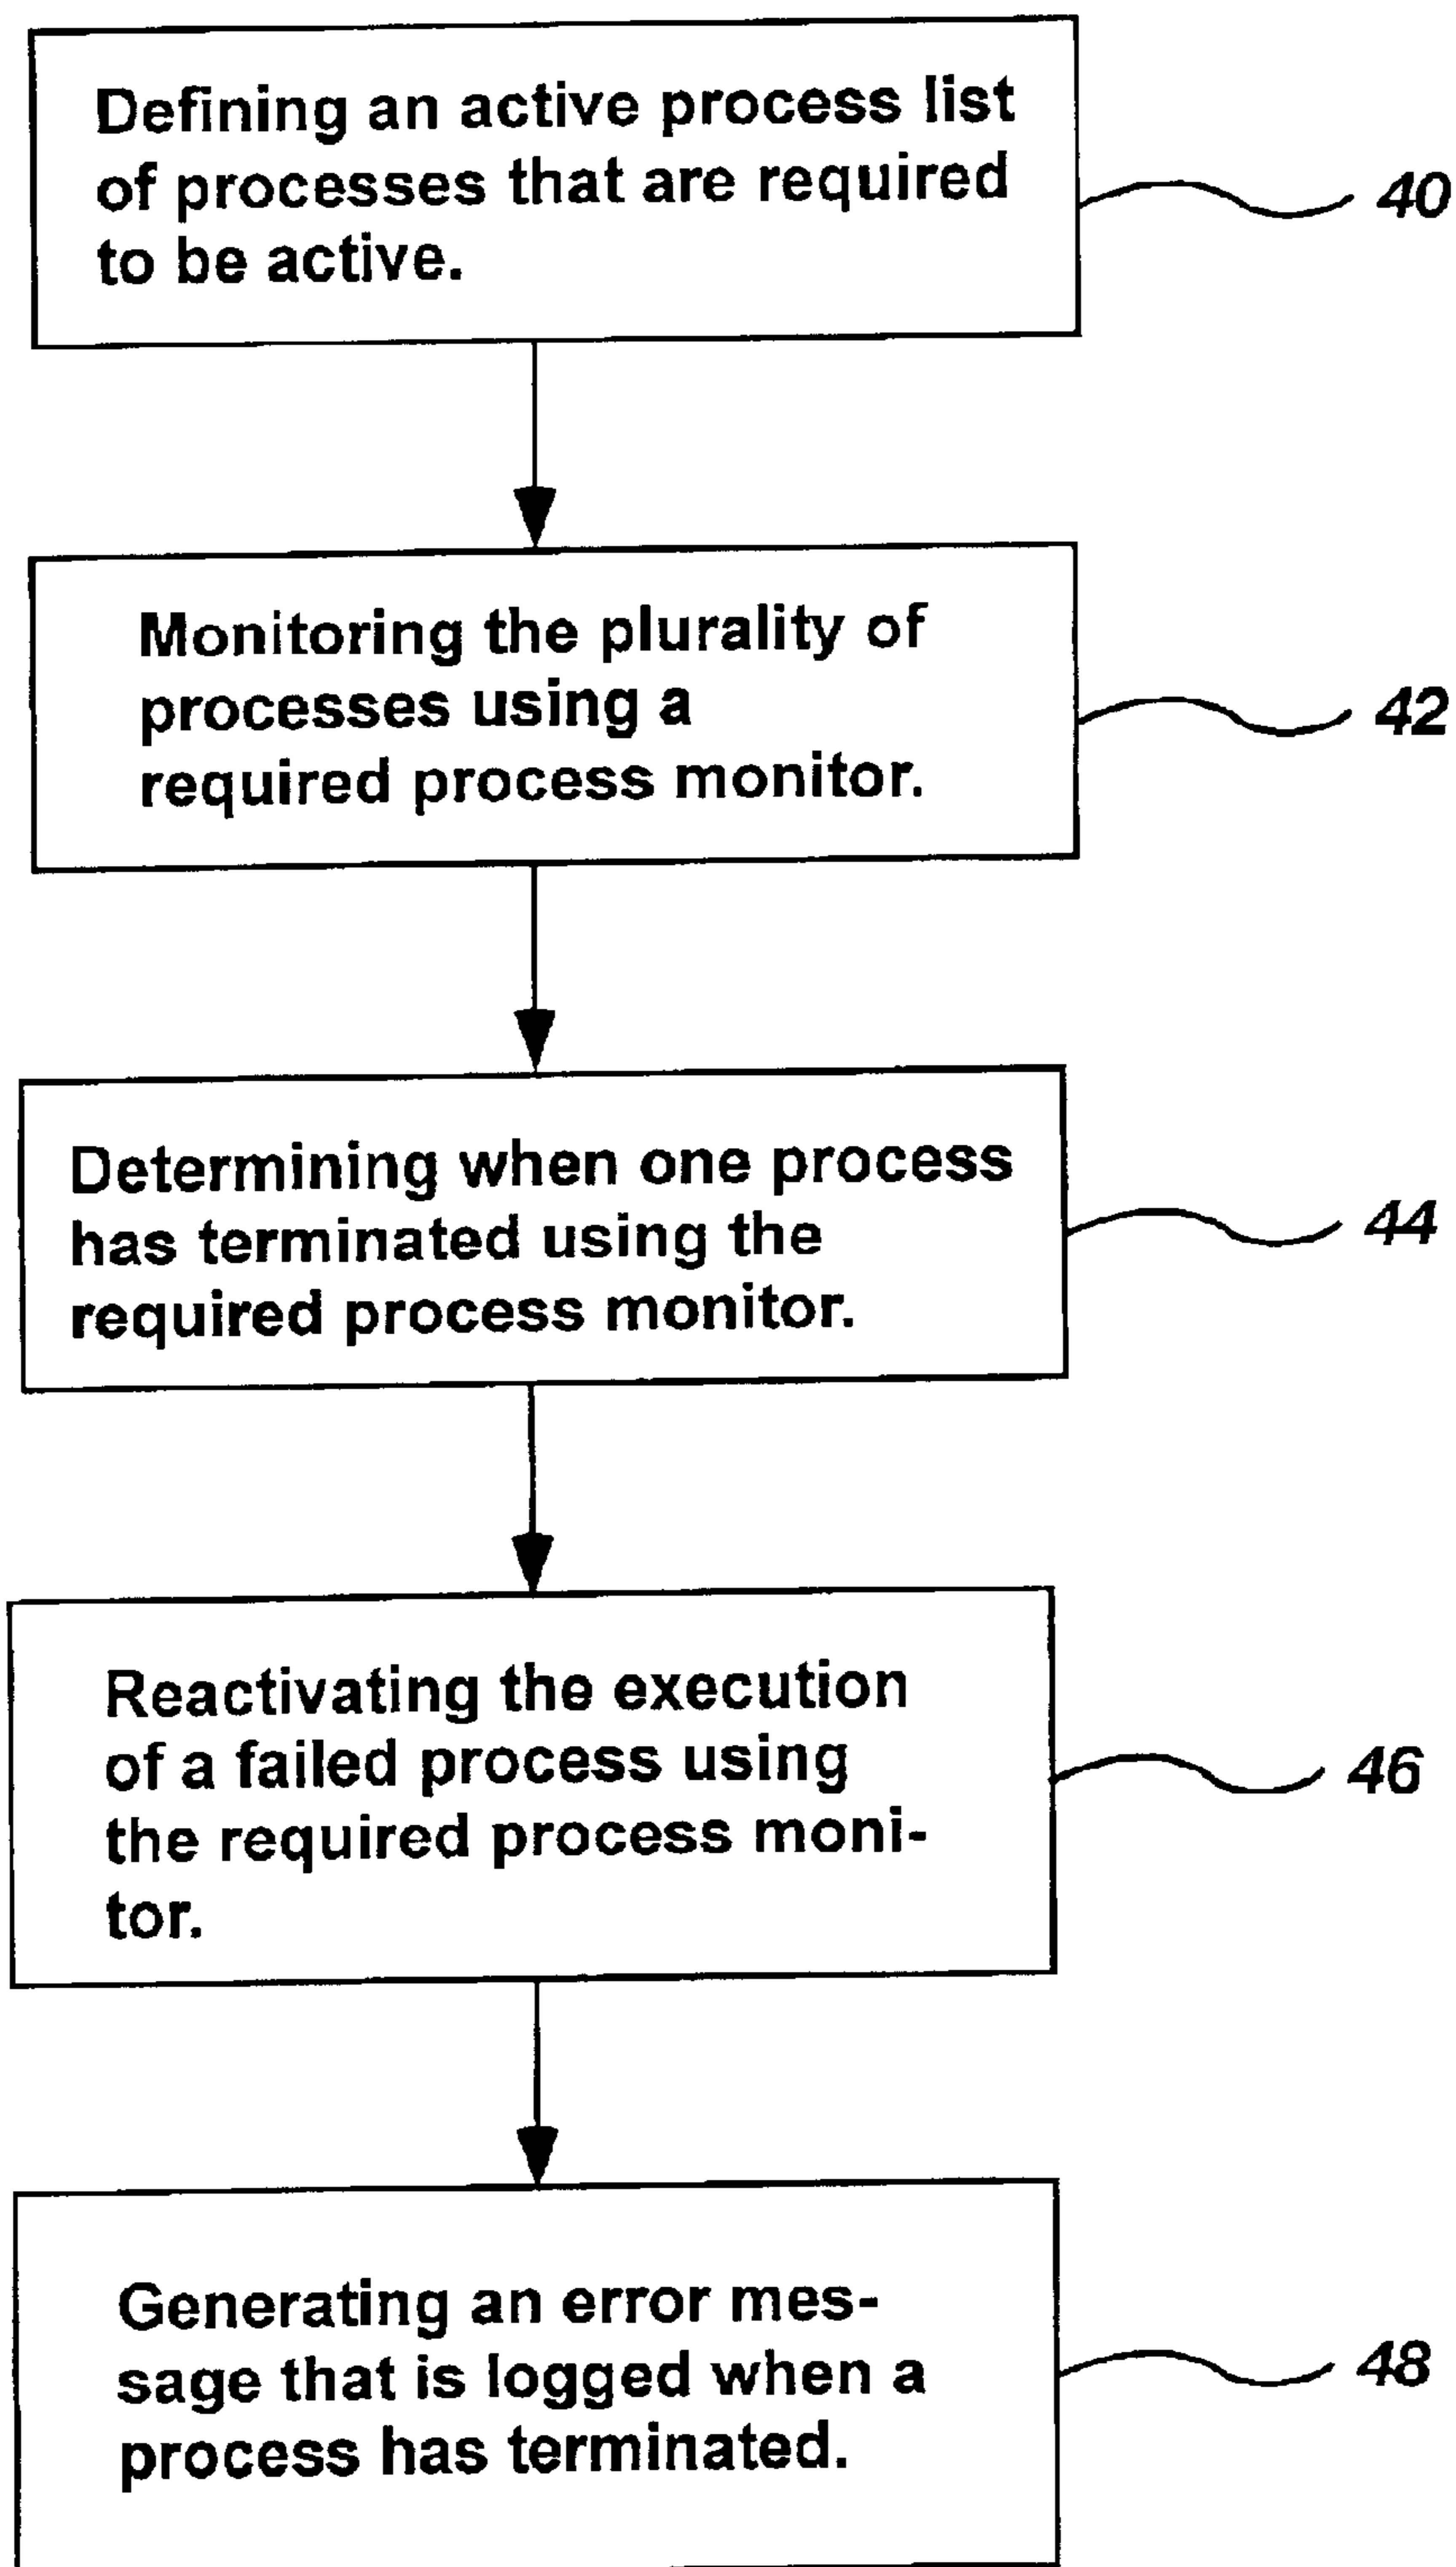 Defining an active process list
of processes that are required
to be active.
40
Monitoring the plurality of
processes using a
required process monitor.
42
Determining when one process
has terminated using the
required process monitor.
44
Reactivating the execution
of a failed process using
the required process moni-
tor.
46
Generating an error mes-
sage that is logged when a
process has terminated.
48